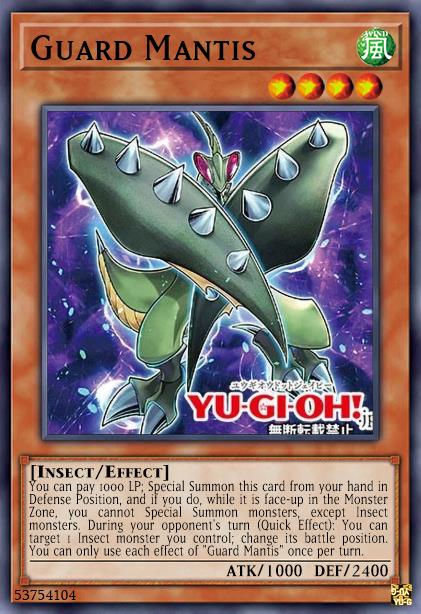 Guard Mantis
WIND
風
ユウギオウドットジェイピー
YU-GI-OH!
無断転載禁止
[Insect/Effect]
You can pay 1000 LP; Special Summon this card from your hand in
Defense Position, and if you do, while it is face-up in the Monster
Zone, you cannot Special Summon monsters, except Insect
monsters. During your opponent's turn (Quick Effect): You can
target 1 Insect monster you control; change its battle position.
You can only use each effect of "Guard Mantis" once per turn.
ATK/1000 DEF/2400
53754104